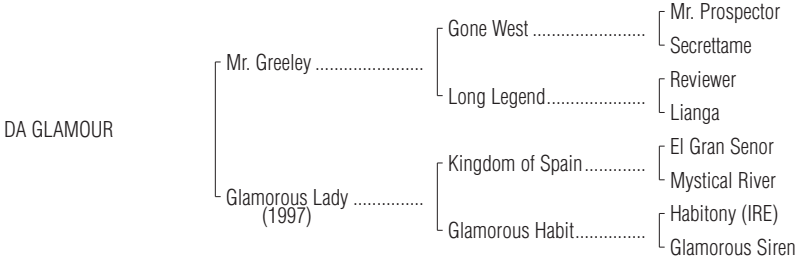 Mr. Prospector
Gone West ........................
Secrettame
Mr. Greeley .......................
Reviewer
Long Legend.....................
Lianga
DA GLAMOUR
El Gran Senor
Kingdom of Spain.............
Mystical River
Glamorous Lady ...............
(1997)
Habitony (IRE)
Glamorous Habit...............
Glamorous Siren